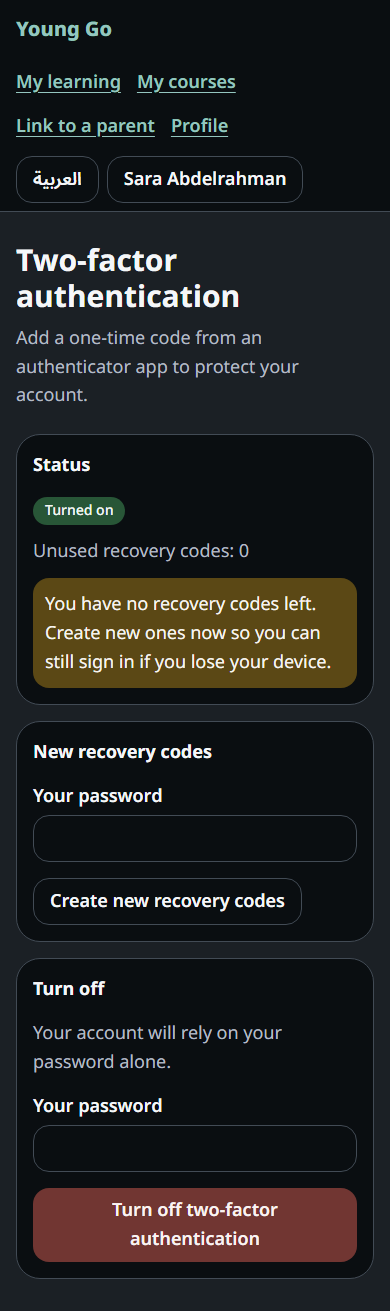 Young Go
My learning My courses
Link to a parent Profile
العربية Sara Abdelrahman
Two-factor
authentication
Add a one-time code from an
authenticator app to protect your
account.
Status
Turned on
Unused recovery codes: 0
You have no recovery codes left.
Create new ones now so you can
still sign in if you lose your device.
New recovery codes
Your password
Create new recovery codes
Turn off
Your account will rely on your
password alone.
Your password
Turn off two-factor
authentication